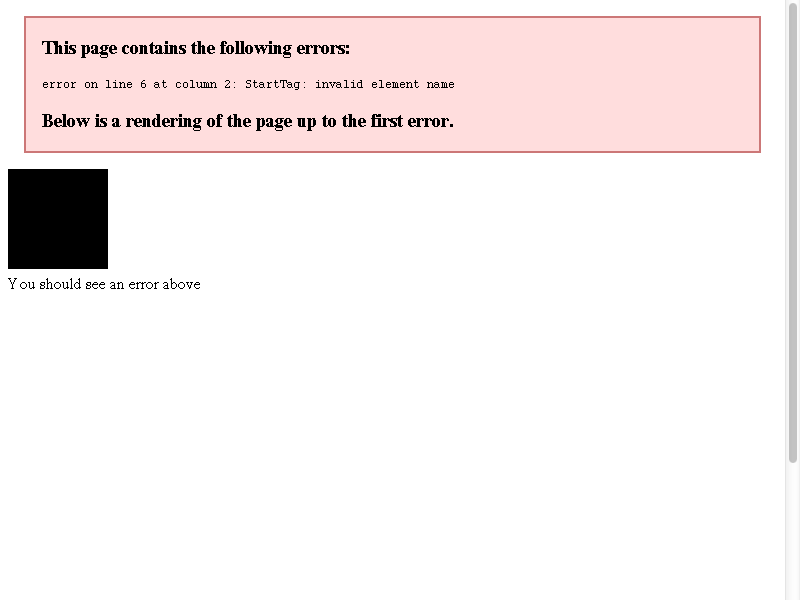 This page contains the following errors:
error on line 6 at column 2: StartTag: invalid element name
Below is a rendering of the page up to the first error.
You should see an error above